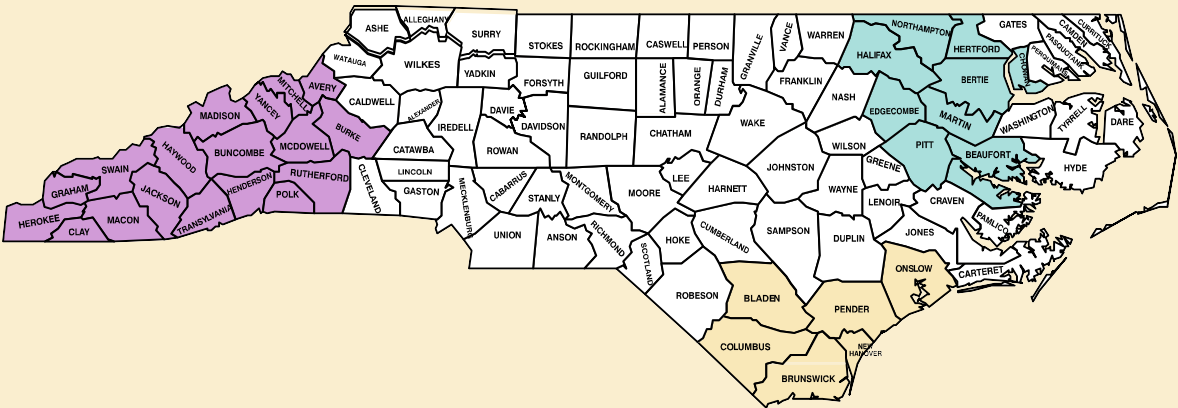 ASHE
ALLEGHANY
SURRY
STOKES
ROCKINGHAM
CASWELL
PERSON
GRANVILLE
VANCE
WARREN
NORTHAMPTON
GATES
CURRITUCK
CAMDEN
PASQUOTANK
PERQUIMANS
CHOWAN
HERTFORD
HALIFAX
WATAUGA
WILKES
YADKIN
FORSYTH
GUILFORD
ALAMANCE
ORANGE
DURHAM
FRANKLIN
NASH
BERTIE
EDGECOMBE
MARTIN
WASHINGTON
TYRRELL
DARE
MITCHELL
AVERY
YANCEY
CALDWELL
ALEXANDER
IREDELL
DAVIE
DAVIDSON
RANDOLPH
CHATHAM
WAKE
MADISON
BURKE
CATAWBA
ROWAN
WILSON
PITT
BEAUFORT
HYDE
HAYWOOD
BUNCOMBE
MCDOWELL
LINCOLN
JOHNSTON
GREENE
SWAIN
RUTHERFORD
CLEVELAND
GASTON
MECKLENBURG
CABARRUS
STANLY
MONTGOMERY
MOORE
LEE
HARNETT
WAYNE
LENOIR
CRAVEN
PAMLICO
GRAHAM
JACKSON
HENDERSON
POLK
TRANSYLVANIA
HEROKEE
CLAY
MACON
UNION
ANSON
RICHMOND
SCOTLAND
HOKE
CUMBERLAND
SAMPSON
DUPLIN
JONES
CARTERET
ONSLOW
ROBESON
BLADEN
PENDER
COLUMBUS
NEW
HANOVER
BRUNSWICK